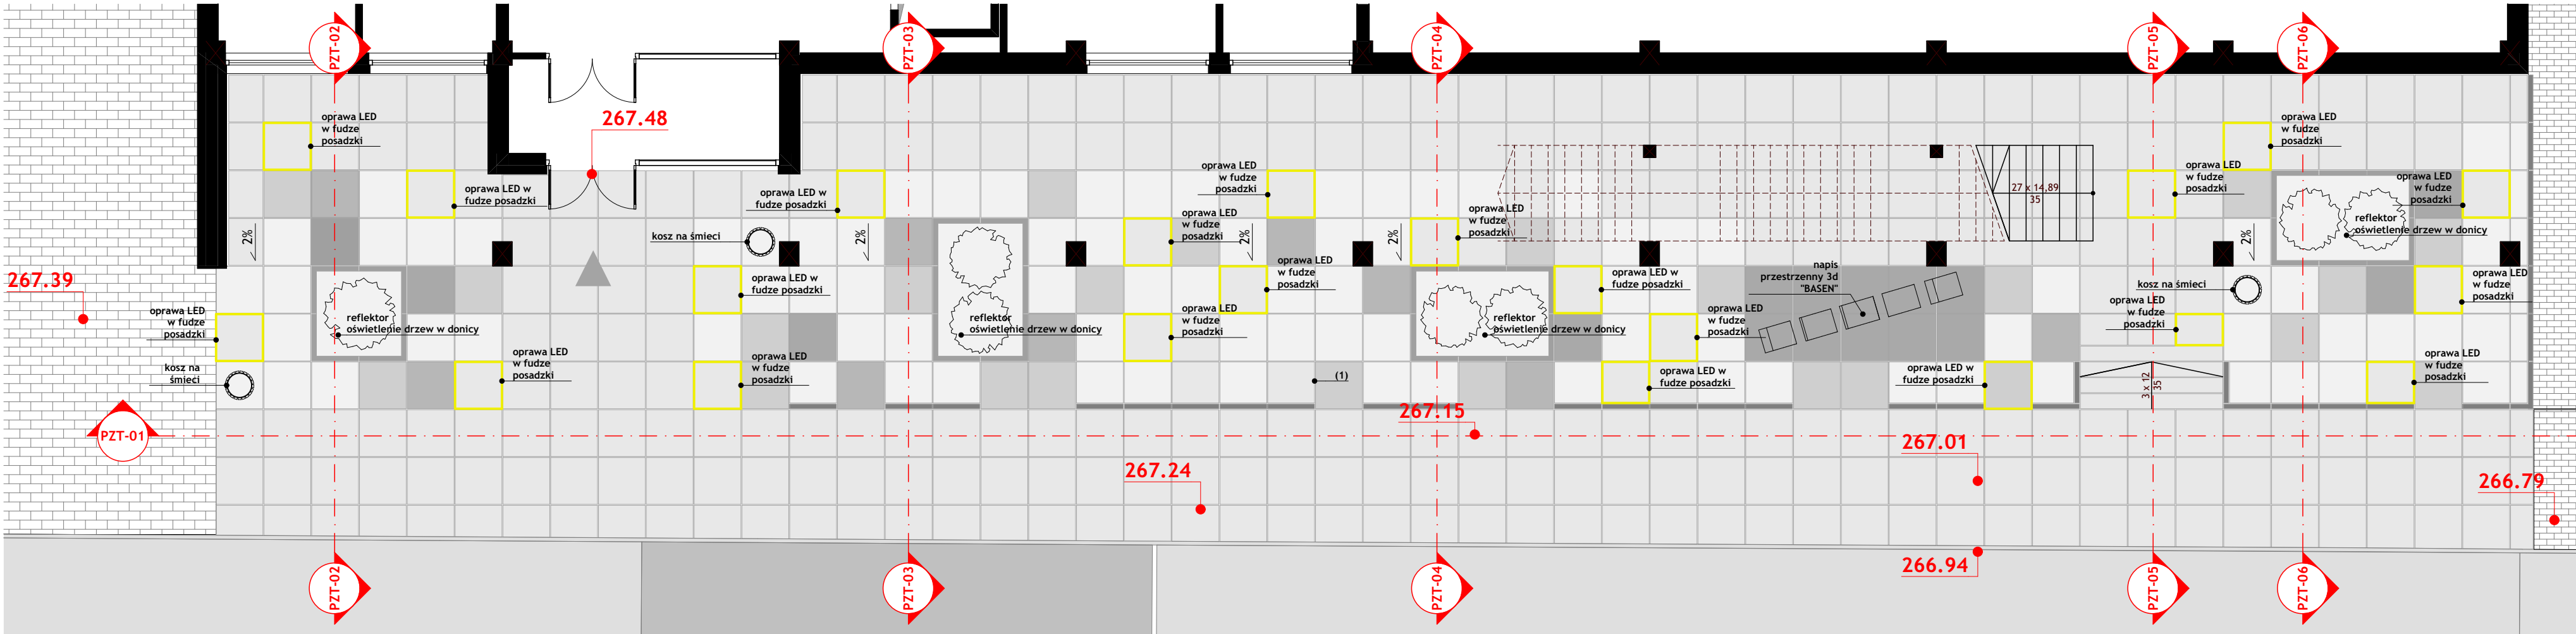 PZT-02
PZT-03
PZT-04
PZT-05
PZT-06
267.48
oprawa LED
w fudze
posadzki
oprawa LED w
fudze posadzki
oprawa LED w
fudze posadzki
oprawa LED
w fudze
posadzki
oprawa LED
w fudze
posadzki
oprawa LED
w fudze
posadzki
27 x 14,89
35
oprawa LED
w fudze
posadzki
oprawa LED
w fudze
posadzki
oprawa LED
w fudze
posadzki
2%
kosz na śmieci
2%
2%
2%
2%
reflektor
oświetlenie drzew w donicy
267.39
oprawa LED w
fudze posadzki
oprawa LED
w fudze
posadzki
oprawa LED w
fudze posadzki
napis
przestrzenny 3d
"BASEN"
kosz na śmieci
oprawa LED
w fudze
posadzki
oprawa LED
w fudze
posadzki
reflektor
oświetlenie drzew w donicy
reflektor
oświetlenie drzew w donicy
oprawa LED
w fudze
posadzki
reflektor
oświetlenie drzew w donicy
oprawa LED
w fudze
posadzki
oprawa LED
w fudze
posadzki
kosz na
śmieci
oprawa LED
w fudze
posadzki
oprawa LED
w fudze
posadzki
(1)
oprawa LED w
fudze posadzki
oprawa LED w
fudze posadzki
3 x 12
35
oprawa LED
w fudze
posadzki
267.15
PZT-01
267.01
267.24
266.79
266.94
PZT-02
PZT-03
PZT-04
PZT-05
PZT-06